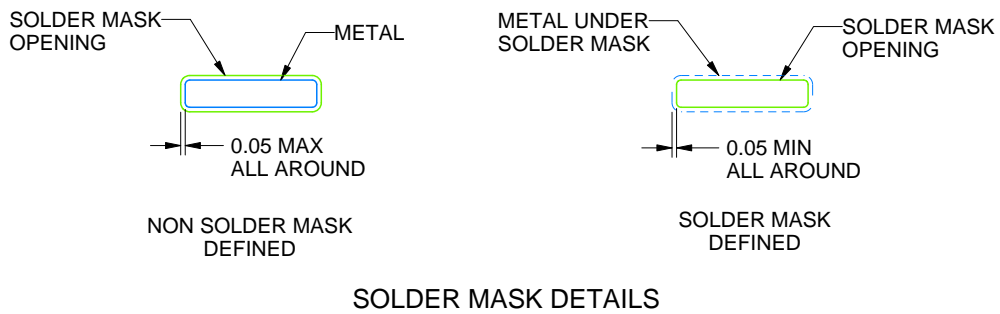 SOLDER MASK
OPENING
METAL
0.05 MAX
ALL AROUND
NON SOLDER MASK
DEFINED
METAL UNDER
SOLDER MASK
SOLDER MASK
OPENING
0.05 MIN
ALL AROUND
SOLDER MASK
DEFINED
SOLDER MASK DETAILS